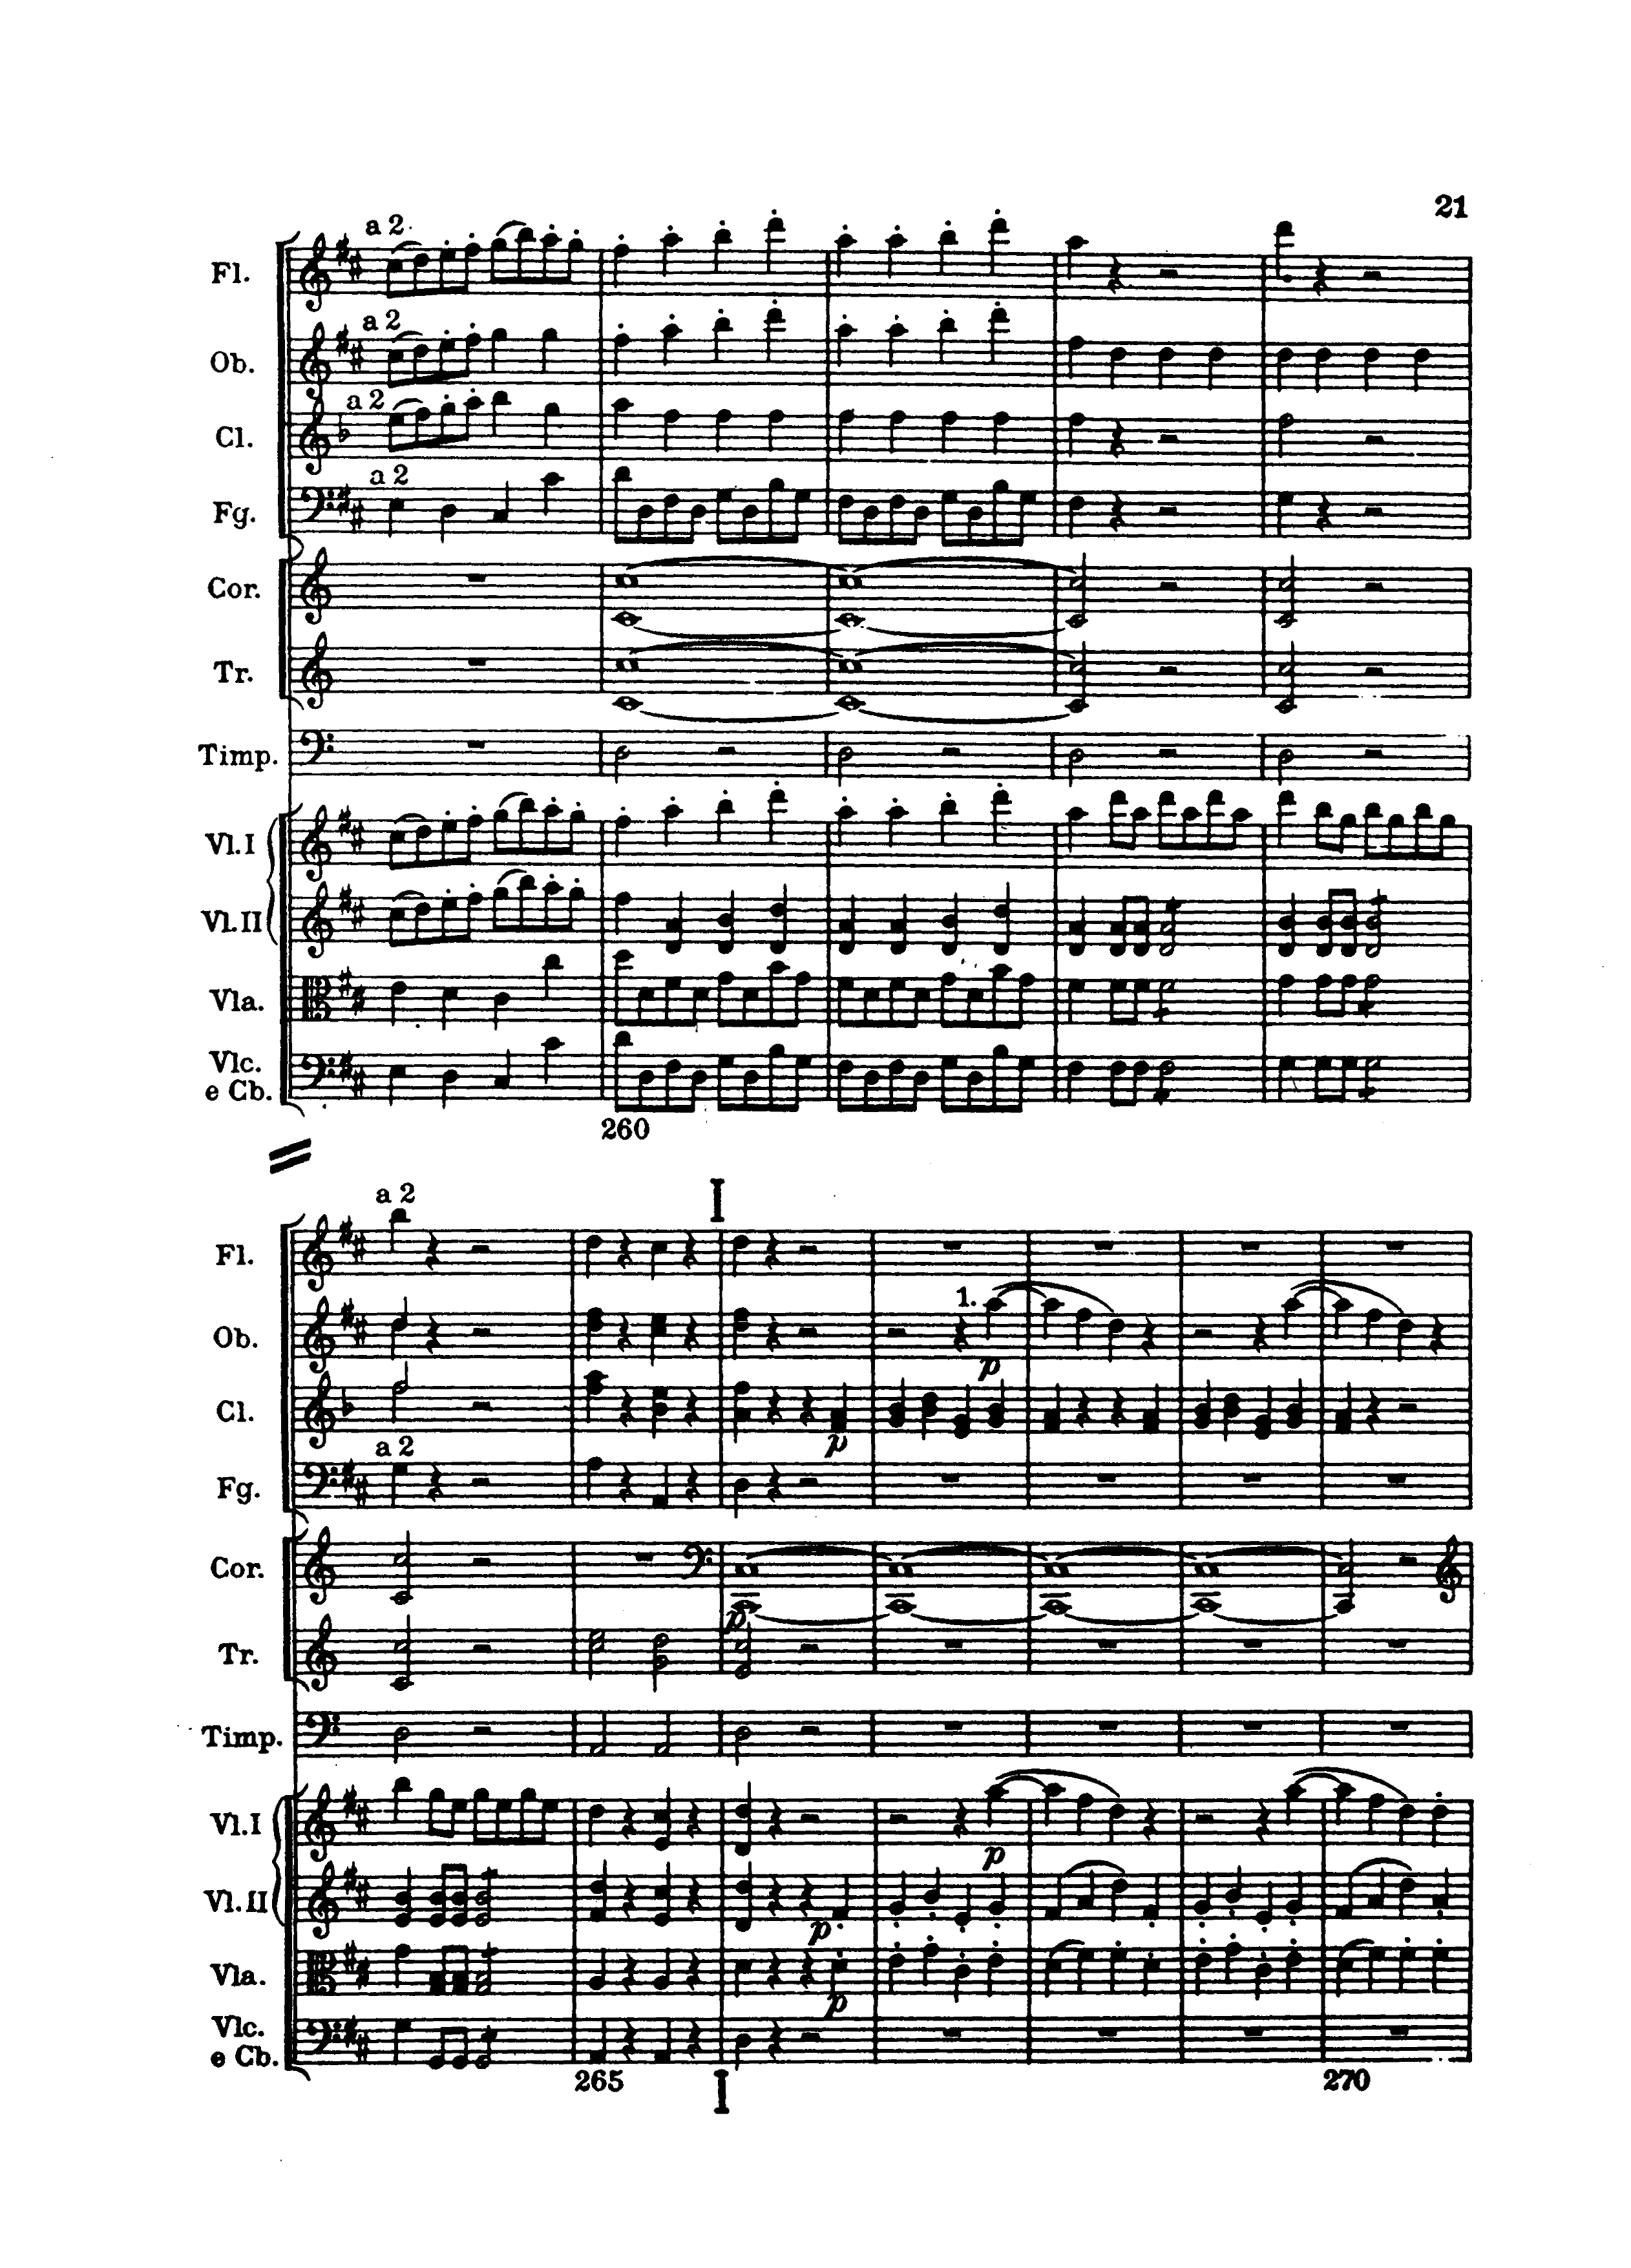 21
a 2.
Fl.
a 2
Ob.
a 2
Cl.
a 2
Fg.
Cor.
Tr.
Timp.
Vl. I
Vl. II
Vla.
Vlc.
e Cb.
260
a 2
I
Fl.
1.
Ob.
p
Cl.
p
a 2
Fg.
Cor.
p
Tr.
Timp.
Vl. I
p
Vl. II
p
Vla.
p
Vlc.
e Cb.
265
I
270